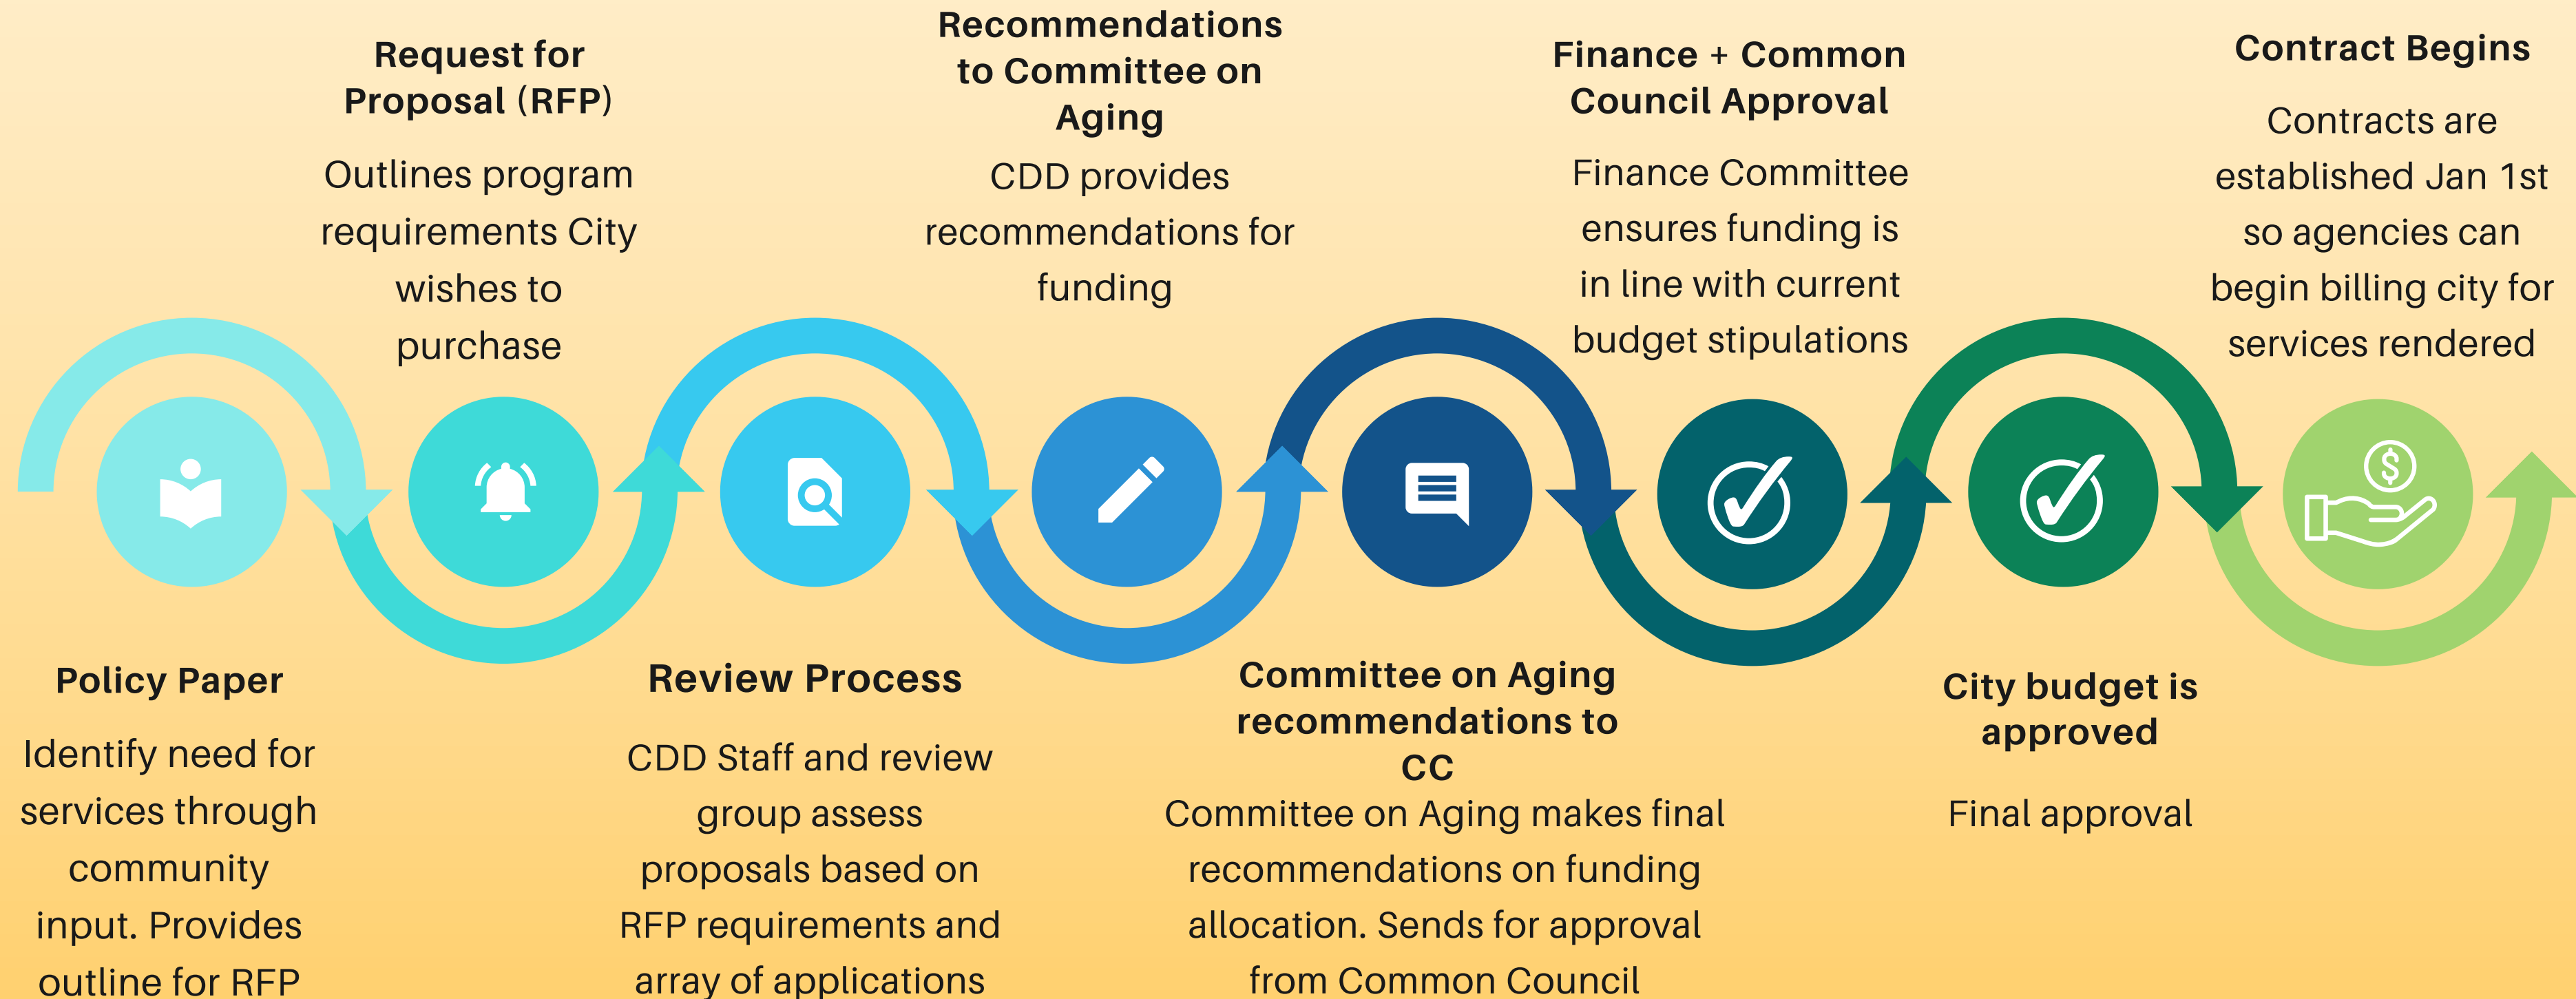 Policy Paper
Identify need for
services through
community
input. Provides
outline for RFP
Request for
Proposal (RFP)
Outlines program
requirements City
wishes to
purchase
Review Process
CDD Staff and review
group assess
proposals based on
RFP requirements and
array of applications
Recommendations
to Committee on
Aging
CDD provides
recommendations for
funding
Committee on Aging
recommendations to
CC
Committee on Aging makes final
recommendations on funding
allocation. Sends for approval
from Common Council
Finance + Common
Council Approval
Finance Committee
ensures funding is
in line with current
budget stipulations
City budget is
approved
Final approval
Contract Begins
Contracts are
established Jan 1st
so agencies can
begin billing city for
services rendered
$